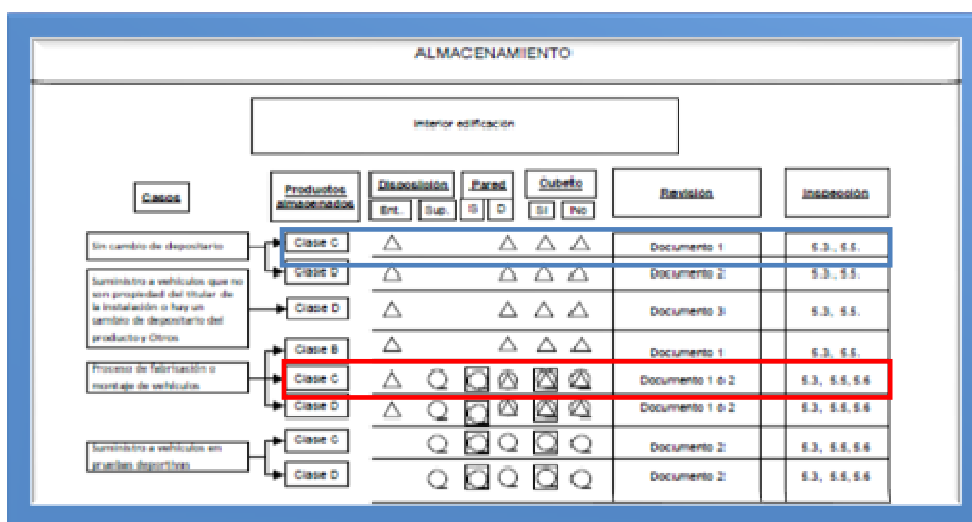 ALMACENAMIENTO
Interior edificación
Casos
Productos almacenados
Disposición
Pared
Cubeto
Revisión
Inspección
Ent.. Sup. S D Sí No
Sin cambio de depositario
Clase C
Documento 1
5.3., 5.5.
Clase D
Documento 2
5.3., 5.5.
Suministro a vehículos que no
son propiedad del titular de
la instalación o hay un
cambio de depositario del
producto y Otros
Clase D
Documento 3
5.3, 5.5.
Clase B
Documento 1
5.3, 5.5.
Proceso de fabricación o
montaje de vehículos
Clase C
Documento 1 ó 2
5.3, 5.5, 5.6
Clase D
Documento 1 ó 2
5.3, 5.5, 5.6
Suministro a vehículos en
pruebas deportivas
Clase C
Documento 2
5.3, 5.5, 5.6
Clase D
Documento 2
5.3, 5.5, 5.6